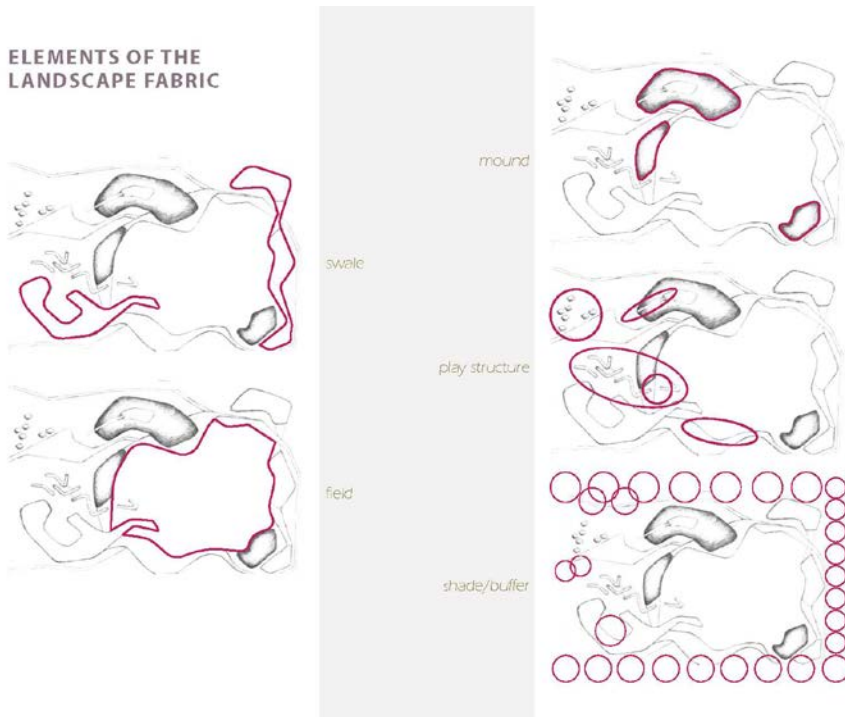 ELEMENTS OF THE
LANDSCAPE FABRIC
swale
field
mound
play structure
shade/buffer